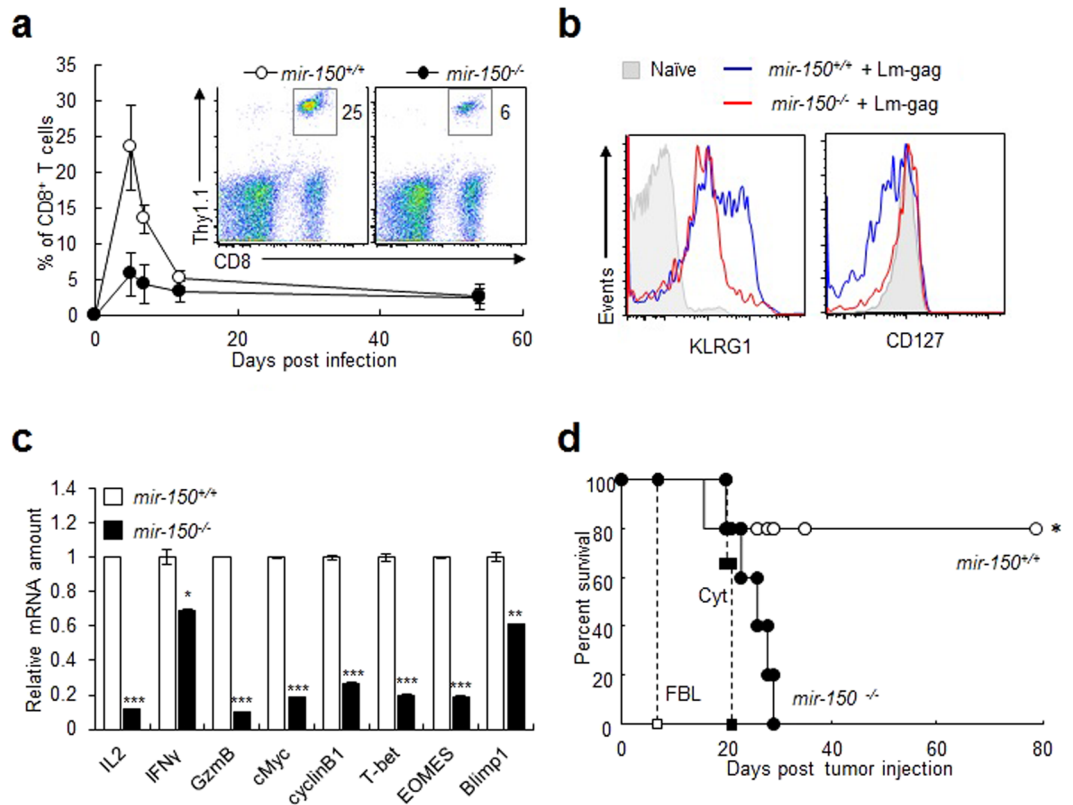 a
35
30
25
20
15
10
5
0
% of CD8⁺ T cells
mir-150⁺/⁺
mir-150⁻/⁻
25
6
Thy1.1
CD8
0
20
40
60
Days post infection
b
Naïve
mir-150⁺/⁺ + Lm-gag
mir-150⁻/⁻ + Lm-gag
Events
KLRG1
CD127
c
1.4
1.2
1.0
0.8
0.6
0.4
0.2
0
Relative mRNA amount
mir-150⁺/⁺
mir-150⁻/⁻
***
*
***
***
***
***
***
**
IL2
IFNγ
GzmB
cMyc
cyclinB1
T-bet
EOMES
Blimp1
d
100
80
60
40
20
0
Percent survival
*
mir-150⁺/⁺
Cyt
FBL
mir-150 ⁻/⁻
0
20
40
60
80
Days post tumor injection